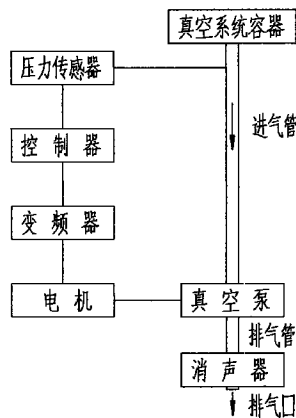 真空系统容器
压力传感器
进气管
控制器
变频器
电机
真空泵
排气管
消声器
排气口